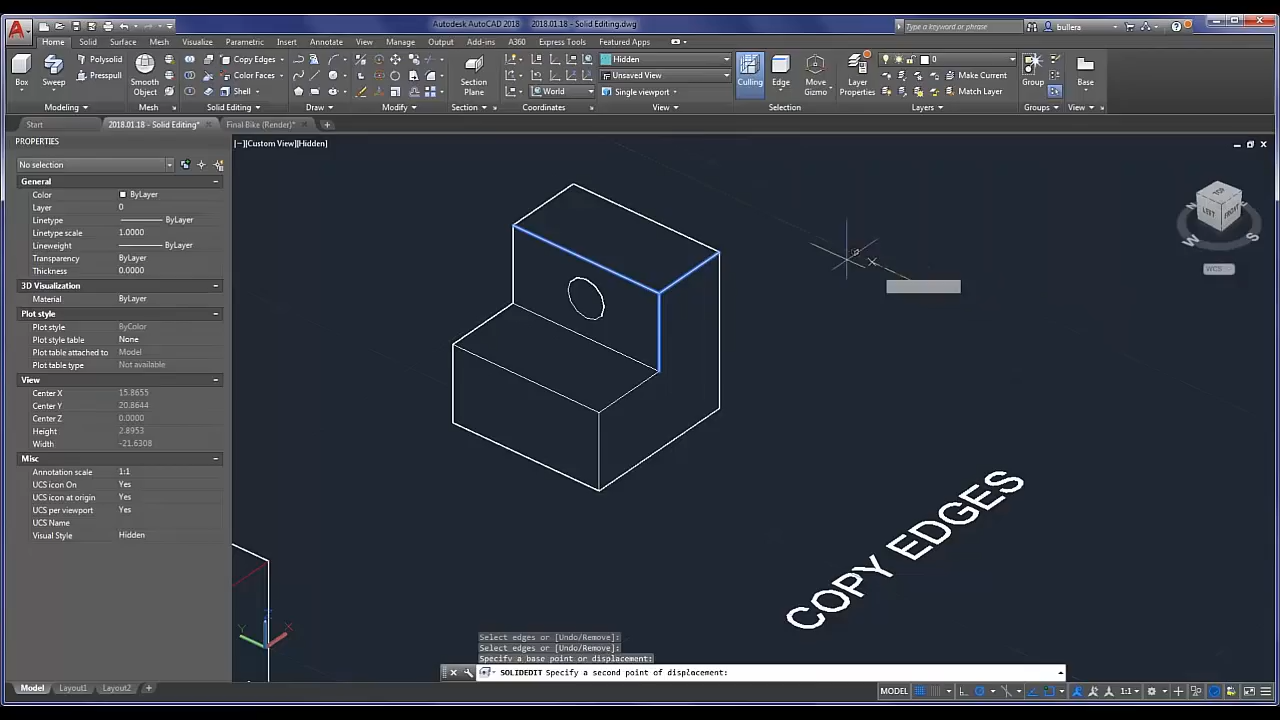 Autodesk AutoCAD 2018 2018.01.18 - Solid Editing.dwg
Type a keyword or phrase
bullera
Home Solid Surface Mesh Visualize Parametric Insert Annotate View Manage Output Add-ins A360 Express Tools Featured Apps
Box
Sweep
Polysolid
Presspull
Smooth Object
Copy Edges
Color Faces
Shell
Section Plane
World
Hidden
Unsaved View
Single viewport
Culling
Edge
Move Gizmo
Layer Properties
0
Make Current
Match Layer
Group
Base
Modeling Mesh Solid Editing Draw Modify Section Coordinates View Selection Layers Groups View
Start 2018.01.18 - Solid Editing* Final Bike (Render)*
PROPERTIES
No selection
General
Color ByLayer
Layer 0
Linetype ByLayer
Linetype scale 1.0000
Lineweight ByLayer
Transparency ByLayer
Thickness 0.0000
3D Visualization
Material ByLayer
Plot style
Plot style ByColor
Plot style table None
Plot table attached to Model
Plot table type Not available
View
Center X 15.8655
Center Y 20.8644
Center Z 0.0000
Height 2.8953
Width -21.6308
Misc
Annotation scale 1:1
UCS icon On Yes
UCS icon at origin Yes
UCS per viewport Yes
UCS Name
Visual Style Hidden
[−][Custom View][Hidden]
TOP
LEFT
FRONT
W
S
WCS
COPY EDGES
Z
Y
X
Select edges or [Undo/Remove]:
Select edges or [Undo/Remove]:
Specify a base point or displacement:
SOLIDEDIT Specify a second point of displacement:
Model Layout1 Layout2
MODEL
1:1